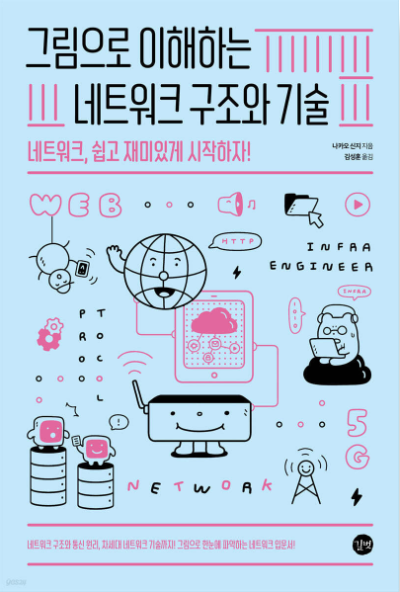 그림으로 이해하는
네트워크 구조와 기술
네트워크, 쉽고 재미있게 시작하자!
나카오 신지 지음
김성훈 옮김
WEB
HTTP
INFRA
ENGINEER
INFRA
0101
PROTOCOL
!
5G
NETWORK
네트워크 구조와 통신 원리, 차세대 네트워크 기술까지! 그림으로 한눈에 파악하는 네트워크 입문서!
길벗
yes24